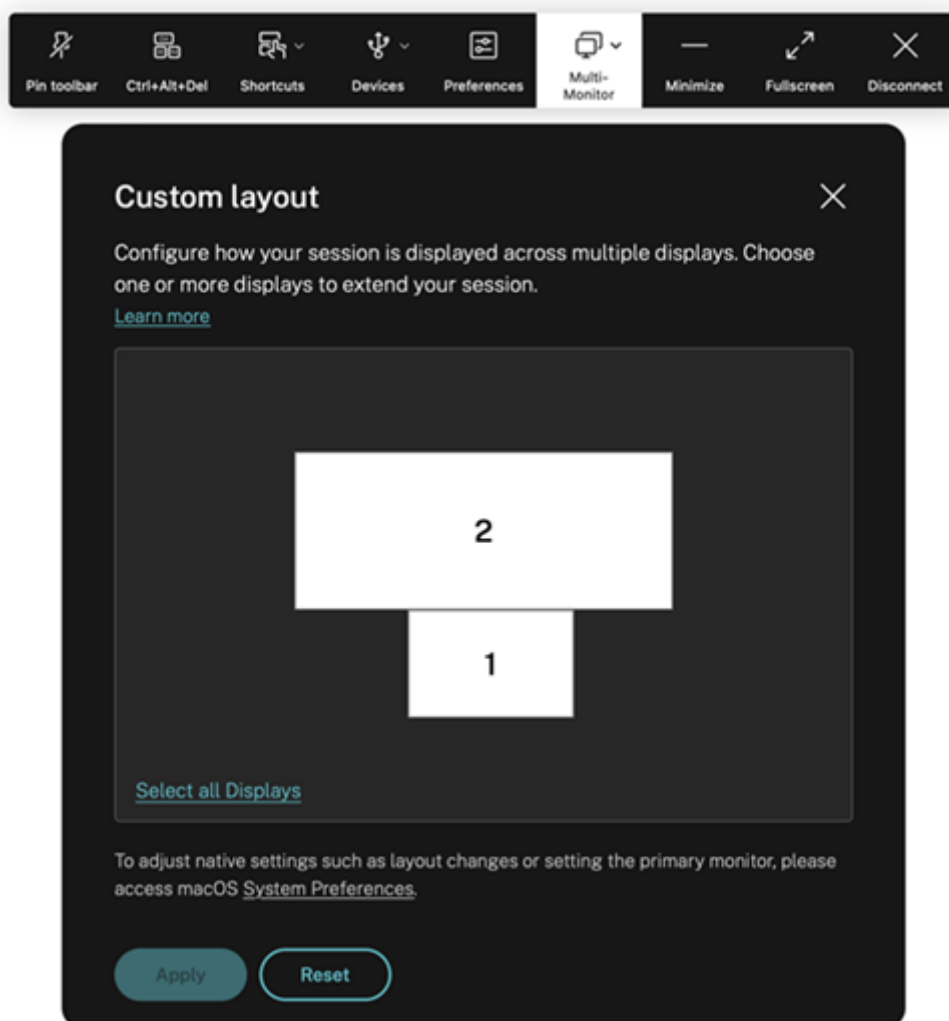 Pin toolbar Ctrl+Alt+Del Shortcuts Devices Preferences Multi-
Monitor Minimize Fullscreen Disconnect
Custom layout
Configure how your session is displayed across multiple displays. Choose
one or more displays to extend your session.
Learn more
2
1
Select all Displays
To adjust native settings such as layout changes or setting the primary monitor, please
access macOS System Preferences.
Apply Reset